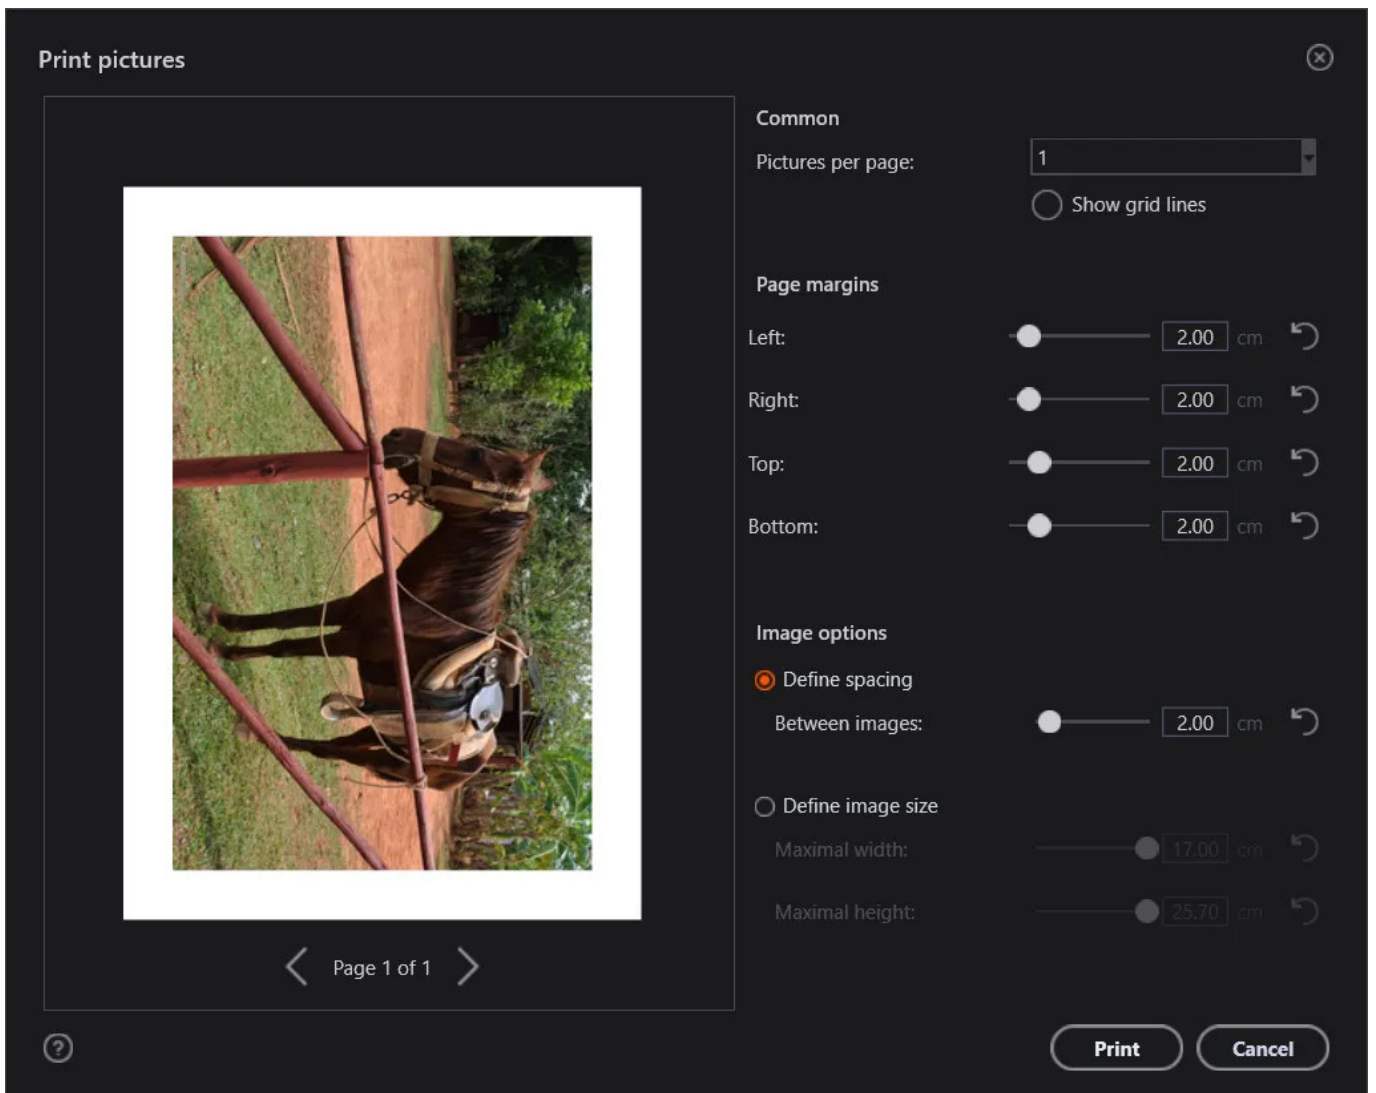 Print pictures
Common
Pictures per page: 1
Show grid lines
Page margins
Left: 2.00 cm
Right: 2.00 cm
Top: 2.00 cm
Bottom: 2.00 cm
Image options
Define spacing
Between images: 2.00 cm
Define image size
Maximal width: 17.00 cm
Maximal height: 25.70 cm
Page 1 of 1
?
Print Cancel